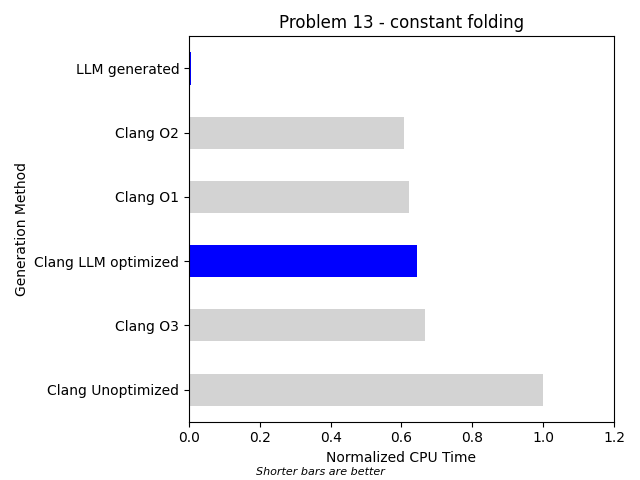 Problem 13 - constant folding
LLM generated
Clang O2
Clang O1
Clang LLM optimized
Clang O3
Clang Unoptimized
Generation Method
0.0 0.2 0.4 0.6 0.8 1.0 1.2
Normalized CPU Time
Shorter bars are better